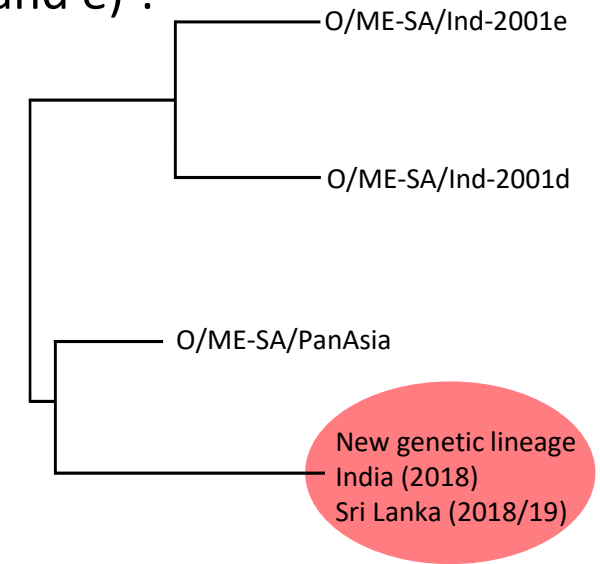 and e) ?
O/ME-SA/Ind-2001e
O/ME-SA/Ind-2001d
O/ME-SA/PanAsia
New genetic lineage
India (2018)
Sri Lanka (2018/19)